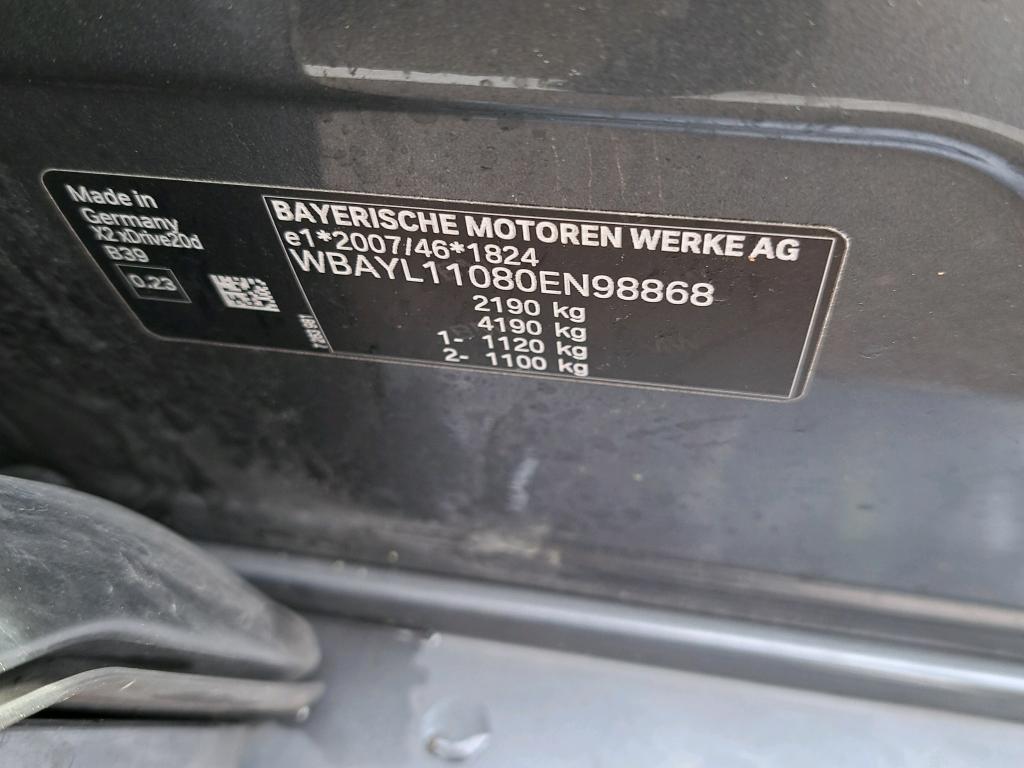 Made in
Germany
X2 xDrive20d
B39
0.23
BAYERISCHE MOTOREN WERKE AG
e1*2007/46*1824
WBAYL11080EN98868
2190 kg
4190 kg
1- 1120 kg
2- 1100 kg